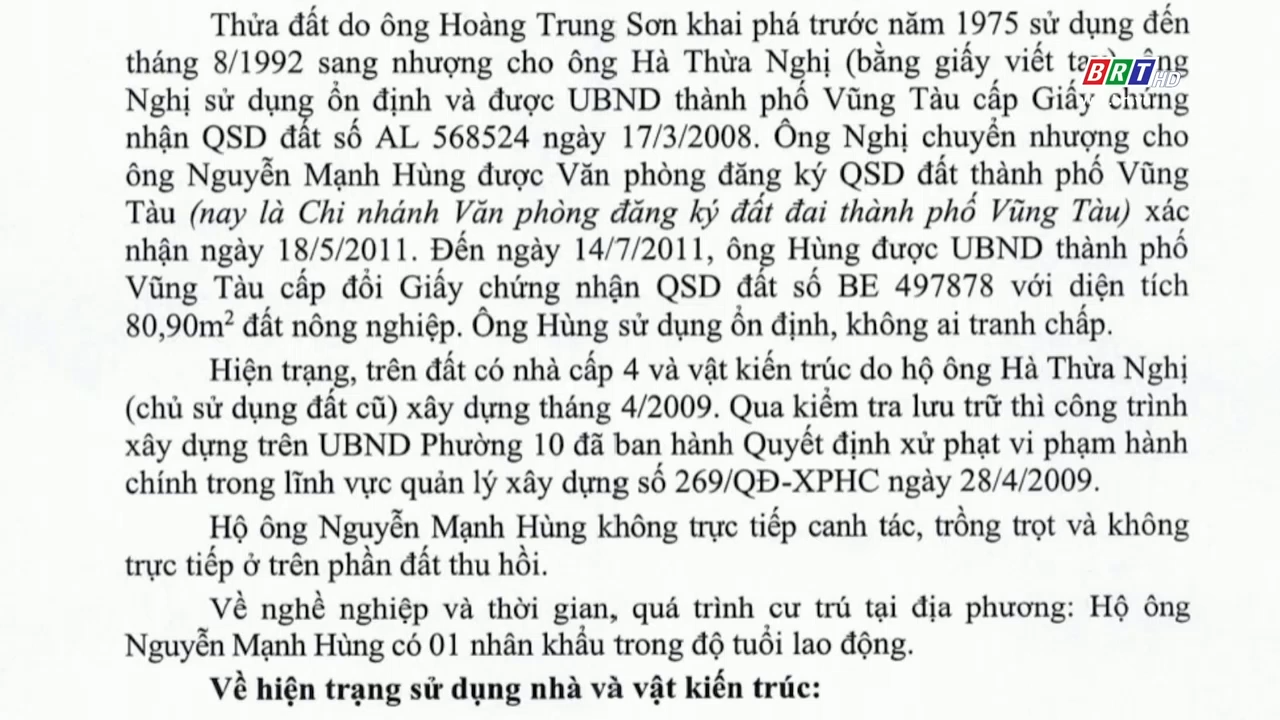 Thửa đất do ông Hoàng Trung Sơn khai phá trước năm 1975 sử dụng đến
tháng 8/1992 sang nhượng cho ông Hà Thừa Nghị (bằng giấy viết
BRT HD
Nghị sử dụng ổn định và được UBND thành phố Vũng Tàu cấp Giấy chứng
nhận QSD đất số AL 568524 ngày 17/3/2008. Ông Nghị chuyển nhượng cho
ông Nguyễn Mạnh Hùng được Văn phòng đăng ký QSD đất thành phố Vũng
Tàu (nay là Chi nhánh Văn phòng đăng ký đất đai thành phố Vũng Tàu) xác
nhận ngày 18/5/2011. Đến ngày 14/7/2011, ông Hùng được UBND thành phố
Vũng Tàu cấp đổi Giấy chứng nhận QSD đất số BE 497878 với diện tích
80,90m² đất nông nghiệp. Ông Hùng sử dụng ổn định, không ai tranh chấp.
Hiện trạng, trên đất có nhà cấp 4 và vật kiến trúc do hộ ông Hà Thừa Nghị
(chủ sử dụng đất cũ) xây dựng tháng 4/2009. Qua kiểm tra lưu trữ thì công trình
xây dựng trên UBND Phường 10 đã ban hành Quyết định xử phạt vi phạm hành
chính trong lĩnh vực quản lý xây dựng số 269/QĐ-XPHC ngày 28/4/2009.
Hộ ông Nguyễn Mạnh Hùng không trực tiếp canh tác, trồng trọt và không
trực tiếp ở trên phần đất thu hồi.
Về nghề nghiệp và thời gian, quá trình cư trú tại địa phương: Hộ ông
Nguyễn Mạnh Hùng có 01 nhân khẩu trong độ tuổi lao động.
Về hiện trạng sử dụng nhà và vật kiến trúc: